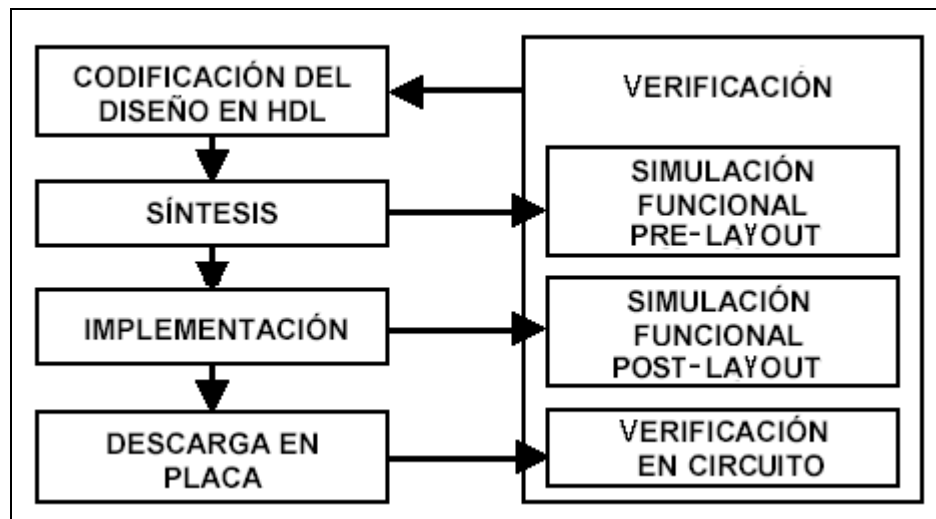 CODIFICACIÓN DEL
DISEÑO EN HDL
SÍNTESIS
IMPLEMENTACIÓN
DESCARGA EN
PLACA
VERIFICACIÓN
SIMULACIÓN
FUNCIONAL
PRE-LAYOUT
SIMULACIÓN
FUNCIONAL
POST-LAYOUT
VERIFICACIÓN
EN CIRCUITO